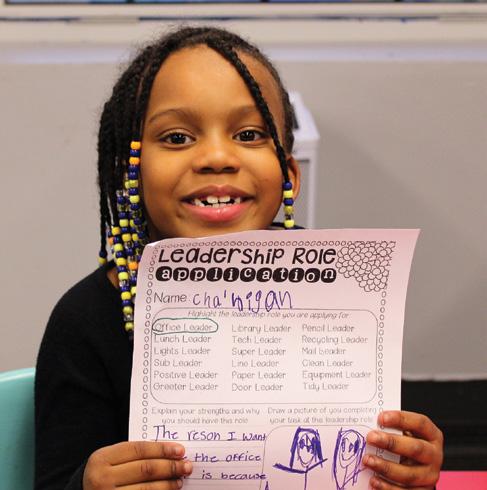 Leadership Role
application
Name cha'niyan
Highlight the leadership role you are applying for
Office Leader Library Leader Pencil Leader
Lunch Leader Tech Leader Recycling Leader
Lights Leader Super Leader Mail Leader
Sub Leader Line Leader Clean Leader
Positive Leader Paper Leader Equipment Leader
Greeter Leader Door Leader Tidy Leader
Explain your strengths and why
you should have this role
Draw a picture of you completing
your task at this leadership
The reson I want
the office
is because